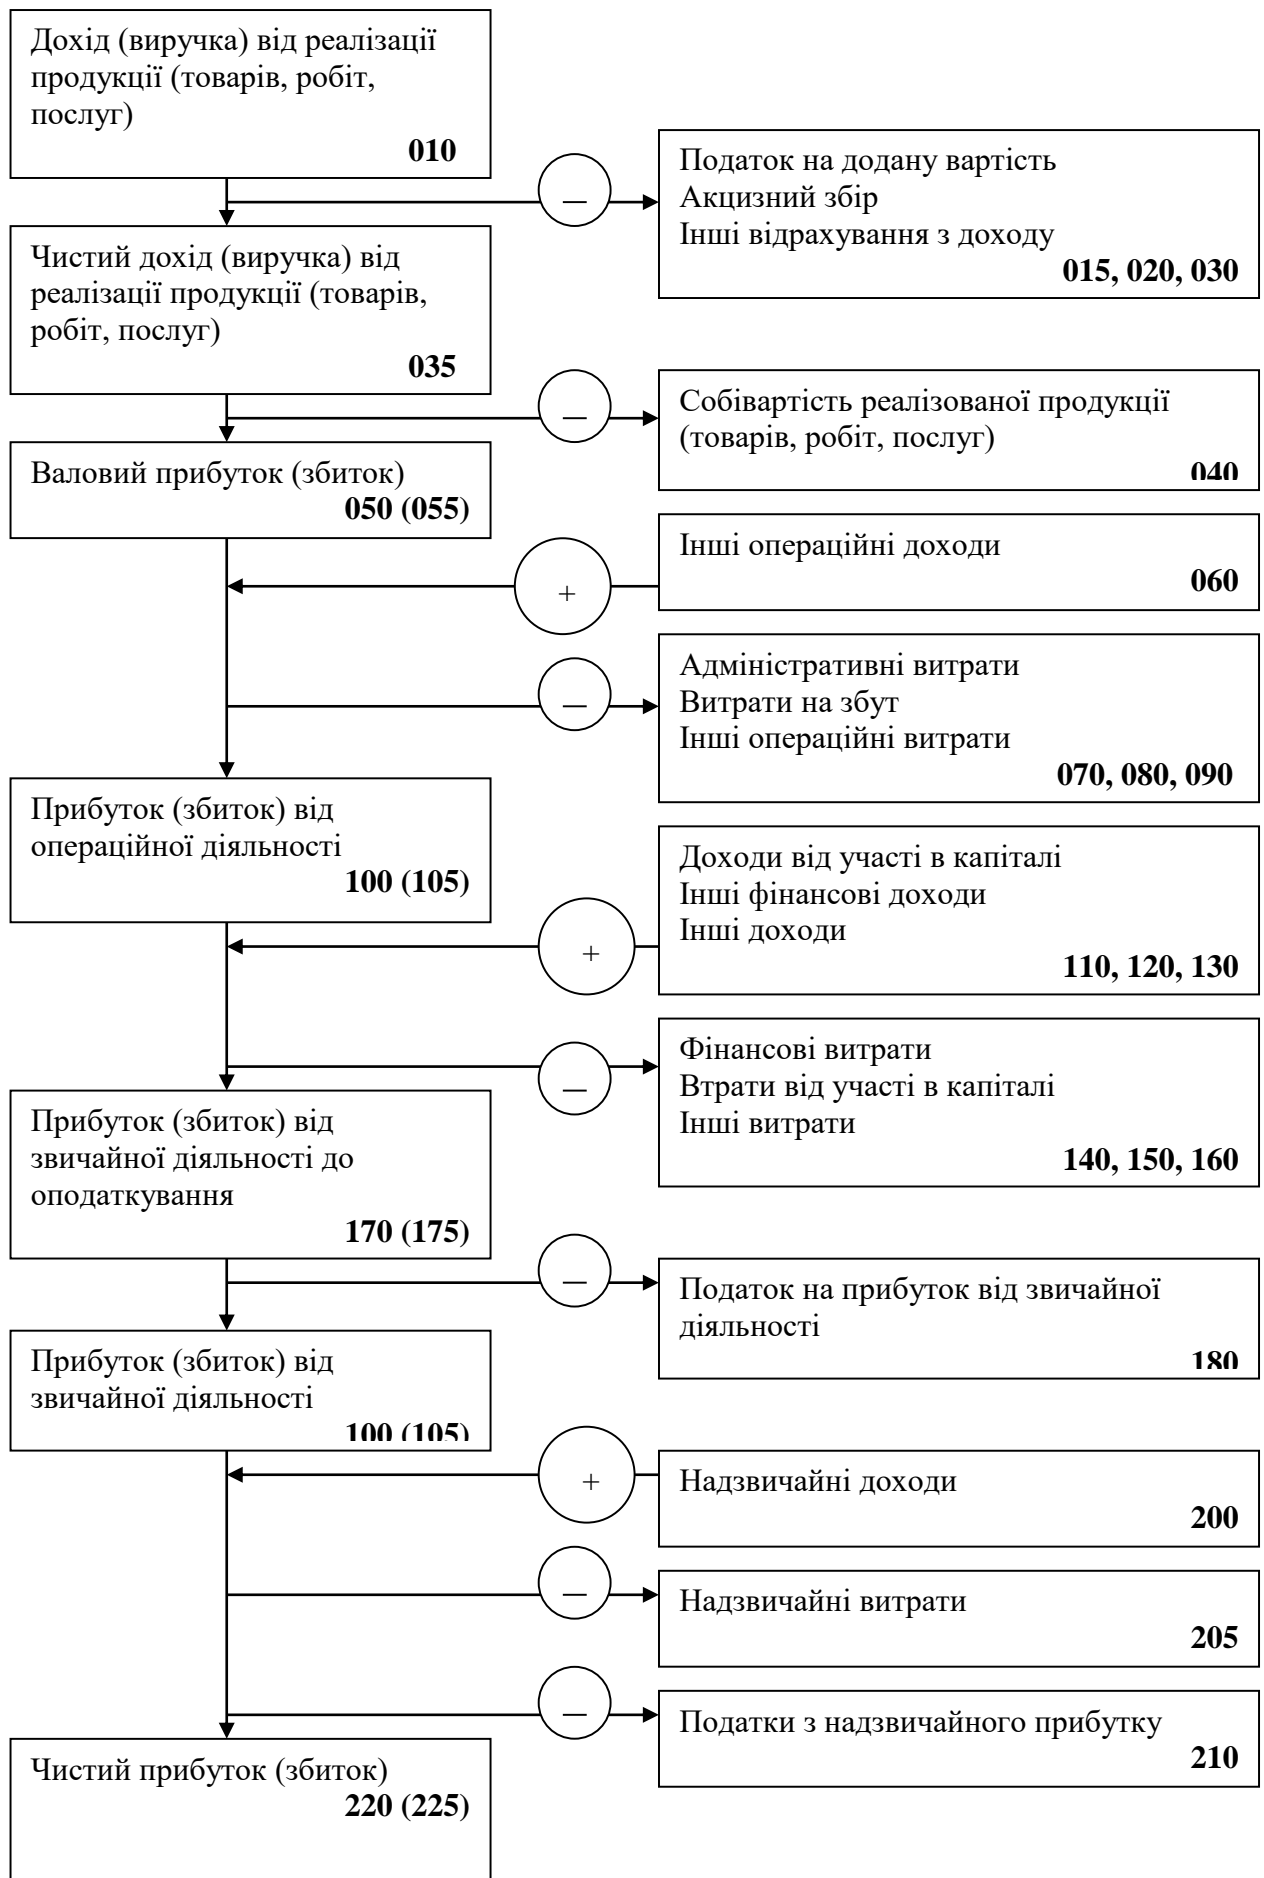 Дохід (виручка) від реалізації
продукції (товарів, робіт,
послуг)
010
—
Податок на додану вартість
Акцизний збір
Інші відрахування з доходу
015, 020, 030
Чистий дохід (виручка) від
реалізації продукції (товарів,
робіт, послуг)
035
—
Собівартість реалізованої продукції
(товарів, робіт, послуг)
040
Валовий прибуток (збиток)
050 (055)
+
Інші операційні доходи
060
—
Адміністративні витрати
Витрати на збут
Інші операційні витрати
070, 080, 090
Прибуток (збиток) від
операційної діяльності
100 (105)
+
Доходи від участі в капіталі
Інші фінансові доходи
Інші доходи
110, 120, 130
—
Фінансові витрати
Втрати від участі в капіталі
Інші витрати
140, 150, 160
Прибуток (збиток) від
звичайної діяльності до
оподаткування
170 (175)
—
Податок на прибуток від звичайної
діяльності
180
Прибуток (збиток) від
звичайної діяльності
100 (105)
+
Надзвичайні доходи
200
—
Надзвичайні витрати
205
—
Податки з надзвичайного прибутку
210
Чистий прибуток (збиток)
220 (225)